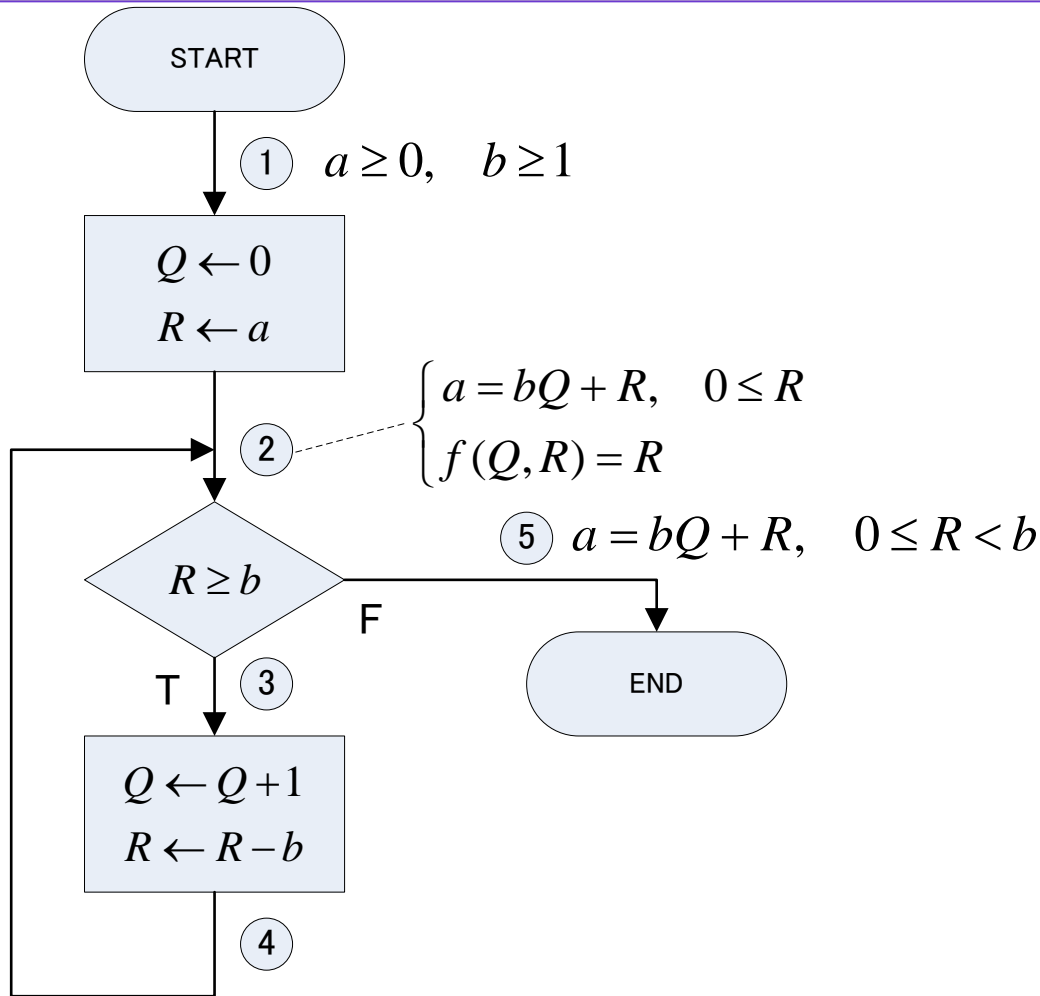 START
1 a ≥ 0, b ≥ 1
Q ← 0
R ← a
2
a = bQ + R, 0 ≤ R
f(Q, R) = R
5 a = bQ + R, 0 ≤ R < b
R ≥ b
F
T
3
END
Q ← Q + 1
R ← R − b
4